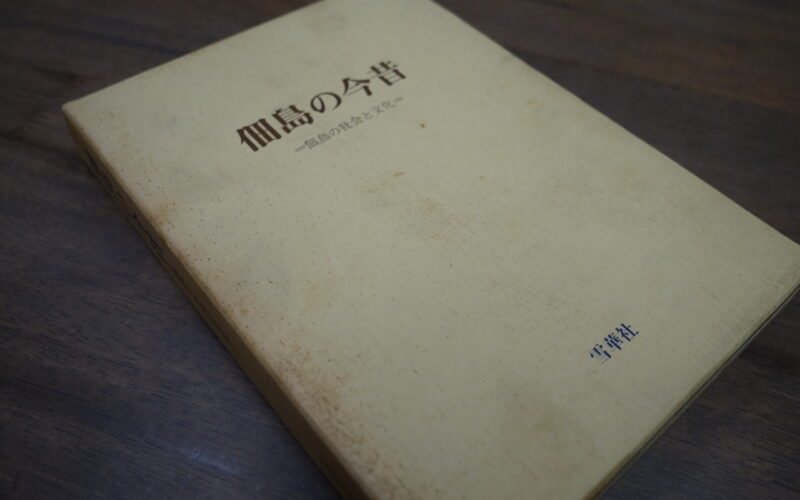 佃島の今昔
=佃島の社会と文化=
雪華社